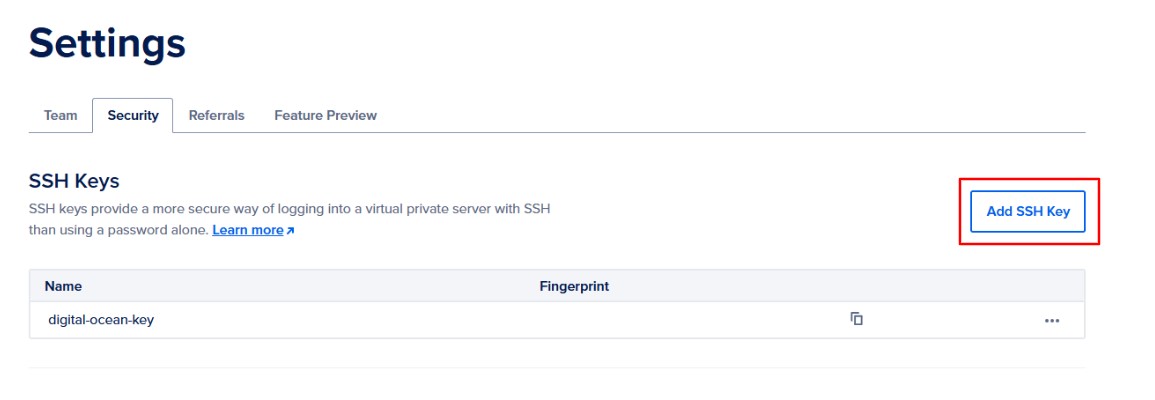 Settings
Team Security Referrals Feature Preview
SSH Keys
SSH keys provide a more secure way of logging into a virtual private server with SSH
than using a password alone. Learn more
Add SSH Key
Name Fingerprint
digital-ocean-key